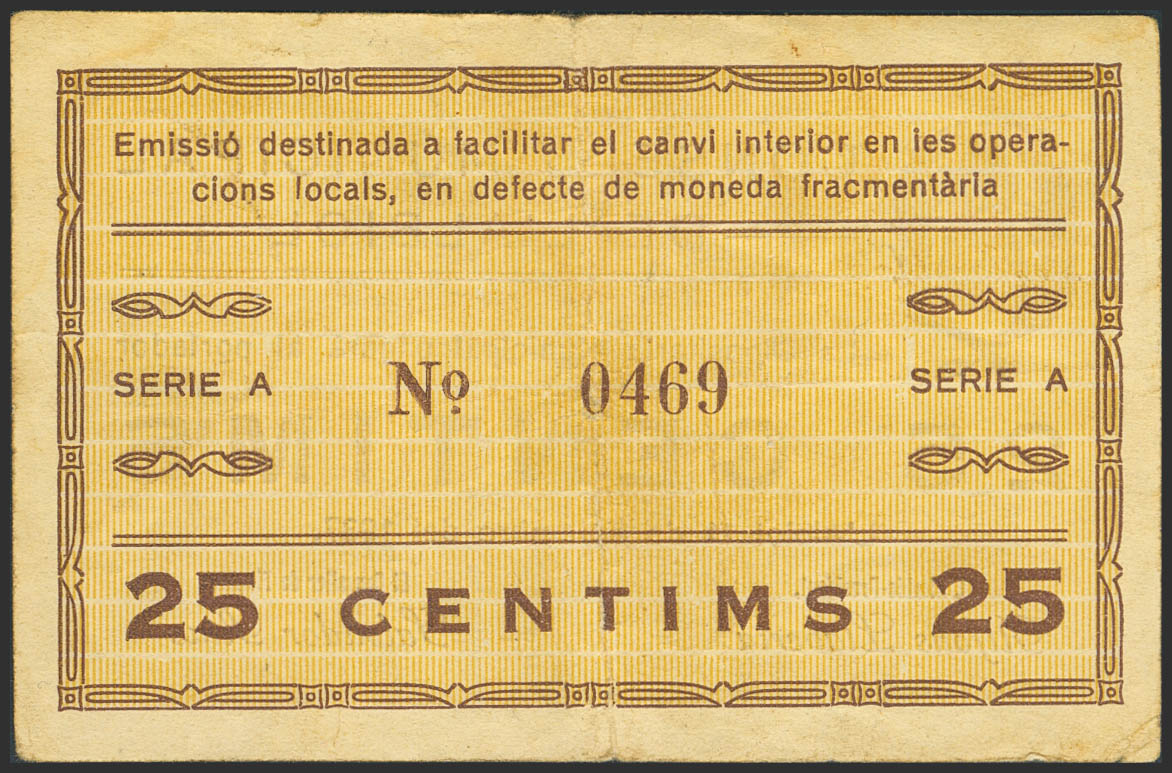 Emissió destinada a facilitar el canvi interior en ies opera-
cions locals, en defecte de moneda fracmentària
SERIE A Nº 0469 SERIE A
25 CENTIMS 25